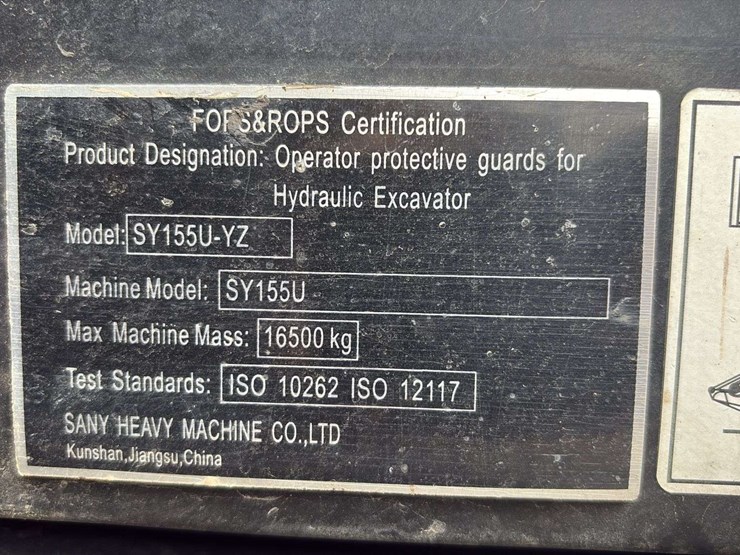 FOPS&ROPS Certification
Product Designation: Operator protective guards for
Hydraulic Excavator
Model: SY155U-YZ
Machine Model: SY155U
Max Machine Mass: 16500 kg
Test Standards: ISO 10262 ISO 12117
SANY HEAVY MACHINE CO.,LTD
Kunshan,Jiangsu,China